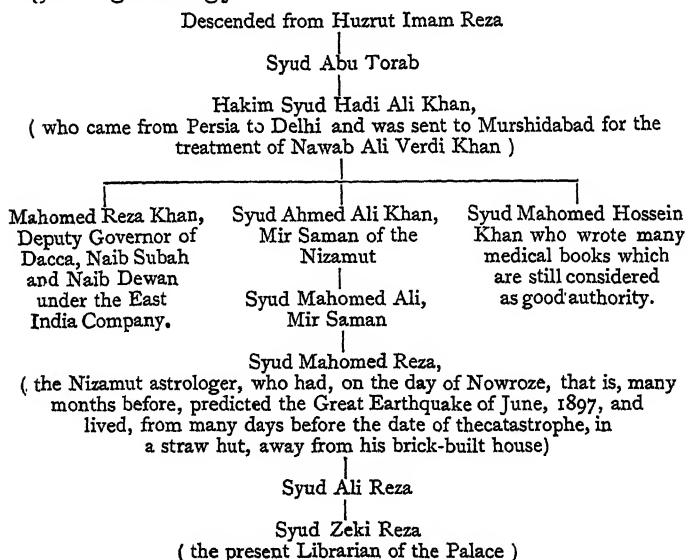 Descended from Huzrut Imam Reza
Syud Abu Torab
Hakim Syud Hadi Ali Khan,
( who came from Persia to Delhi and was sent to Murshidabad for the
treatment of Nawab Ali Verdi Khan )
Mahomed Reza Khan,
Deputy Governor of
Dacca, Naib Subah
and Naib Dewan
under the East
India Company.
Syud Ahmed Ali Khan,
Mir Saman of the
Nizamut
Syud Mahomed Ali,
Mir Saman
Syud Mahomed Hossein
Khan who wrote many
medical books which
are still considered
as good authority.
Syud Mahomed Reza,
( the Nizamut astrologer, who had, on the day of Nowroze, that is, many
months before, predicted the Great Earthquake of June, 1897, and
lived, from many days before the date of thecatastrophe, in
a straw hut, away from his brick-built house)
Syud Ali Reza
Syud Zeki Reza
( the present Librarian of the Palace )